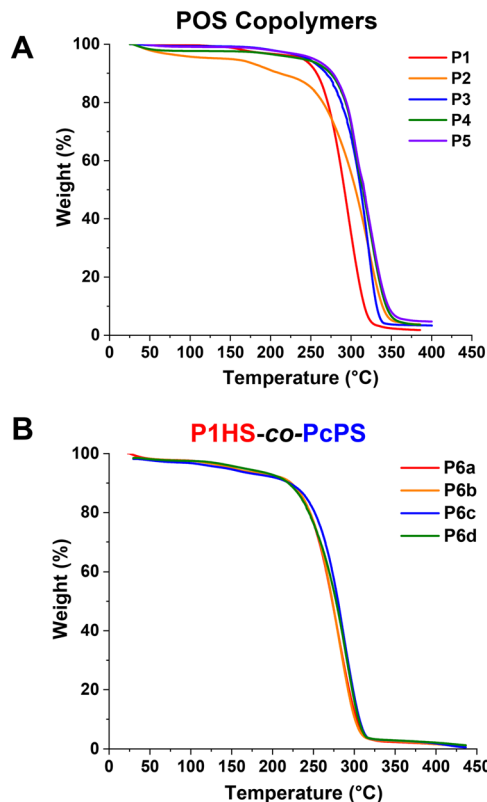 POS Copolymers
A
100
80
60
40
20
0
Weight (%)
0 50 100 150 200 250 300 350 400 450
Temperature (°C)
P1
P2
P3
P4
P5
B
P1HS-co-PcPS
100
80
60
40
20
0
Weight (%)
0 50 100 150 200 250 300 350 400 450
Temperature (°C)
P6a
P6b
P6c
P6d